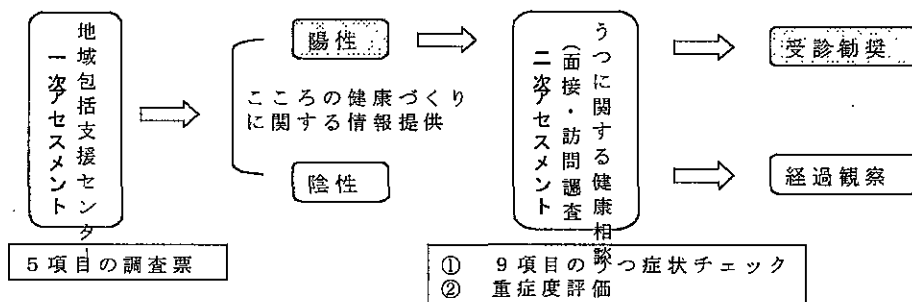 地域包括支援センター
一次アセスメント
陽性
こころの健康づくり
に関する情報提供
陰性
うつに関する健康相談
(面接・訪問調査
二次アセスメント
受診勧奨
経過観察
5項目の調査票
① 9項目のうつ症状チェック
② 重症度評価